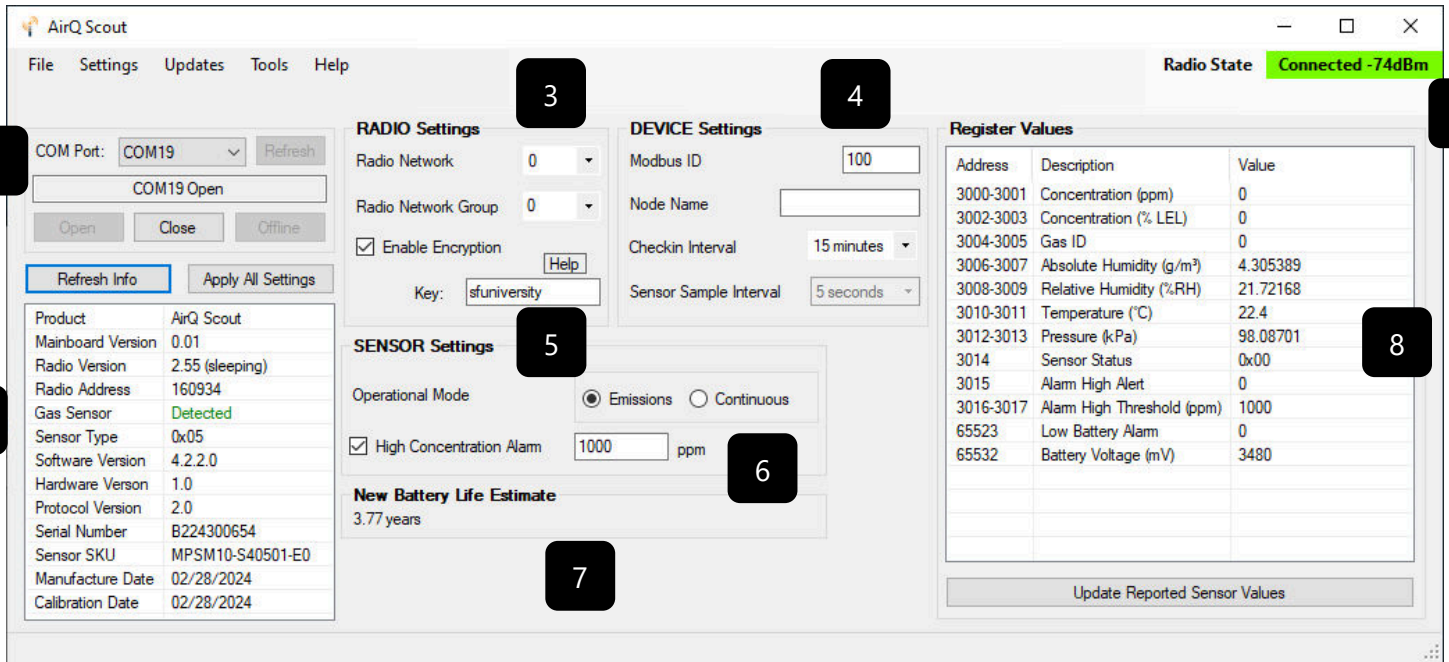 AirQ Scout
File Settings Updates Tools Help
Radio State Connected -74dBm
3
4
COM Port: COM19 Refresh
COM19 Open
Open Close Offline
Refresh Info Apply All Settings
Product AirQ Scout
Mainboard Version 0.01
Radio Version 2.55 (sleeping)
Radio Address 160934
Gas Sensor Detected
Sensor Type 0x05
Software Version 4.2.2.0
Hardware Verson 1.0
Protocol Version 2.0
Serial Number B224300654
Sensor SKU MPSM10-S40501-E0
Manufacture Date 02/28/2024
Calibration Date 02/28/2024
RADIO Settings
Radio Network 0
Radio Network Group 0
Enable Encryption
Help
Key: sfuniversity
5
DEVICE Settings
Modbus ID 100
Node Name
Checkin Interval 15 minutes
Sensor Sample Interval 5 seconds
SENSOR Settings
Operational Mode Emissions Continuous
High Concentration Alarm 1000 ppm
6
New Battery Life Estimate
3.77 years
7
Register Values
Address Description Value
3000-3001 Concentration (ppm) 0
3002-3003 Concentration (% LEL) 0
3004-3005 Gas ID 0
3006-3007 Absolute Humidity (g/m³) 4.305389
3008-3009 Relative Humidity (%RH) 21.72168
3010-3011 Temperature (°C) 22.4
3012-3013 Pressure (kPa) 98.08701
3014 Sensor Status 0x00
3015 Alarm High Alert 0
3016-3017 Alarm High Threshold (ppm) 1000
65523 Low Battery Alarm 0
65532 Battery Voltage (mV) 3480
8
Update Reported Sensor Values